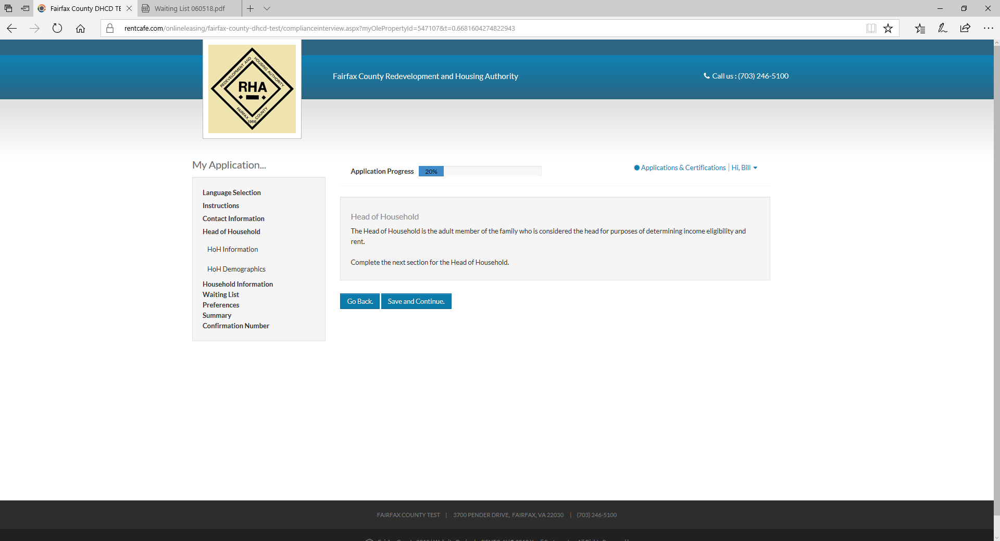 Fairfax County DHCD TE
Waiting List 060518.pdf
rentcafe.com/onlineleasing/fairfax-county-dhcd-test/complianceinterview.aspx?myOlePropertyId=547107&t=0.6681604274822943
REDEVELOPMENT AND HOUSING AUTHORITY
RHA
FAIRFAX COUNTY
1966
Fairfax County Redevelopment and Housing Authority
Call us : (703) 246-5100
My Application...
Language Selection
Instructions
Contact Information
Head of Household
HoH Information
HoH Demographics
Household Information
Waiting List
Preferences
Summary
Confirmation Number
Application Progress 20%
Applications & Certifications
Hi, Bill
Head of Household
The Head of Household is the adult member of the family who is considered the head for purposes of determining income eligibility and
rent.
Complete the next section for the Head of Household.
Go Back. Save and Continue.
FAIRFAX COUNTY TEST | 3700 PENDER DRIVE, FAIRFAX, VA 22030 | (703) 246-5100